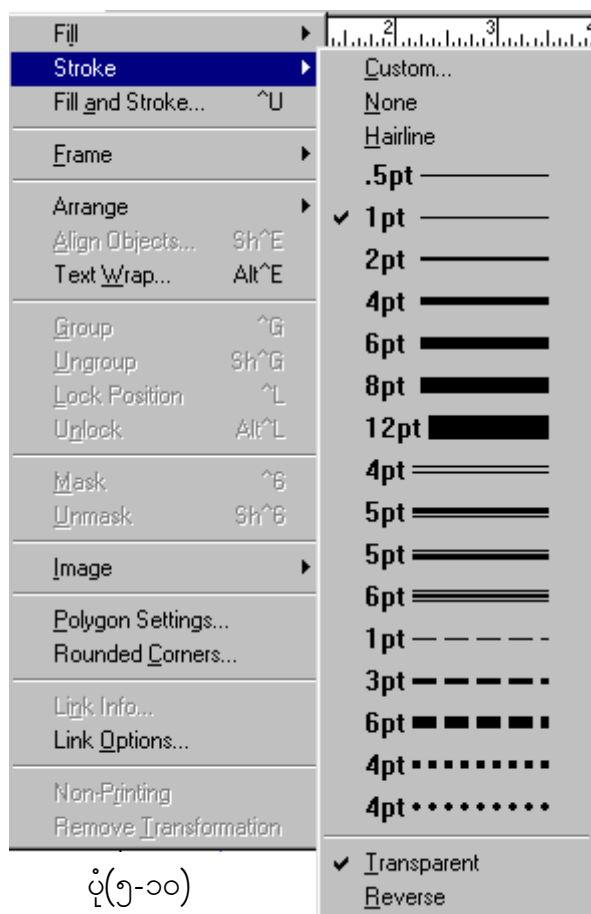 Fill
Stroke
Fill and Stroke... ^U
Frame
Arrange
Align Objects... Sh^E
Text Wrap... Alt^E
Group ^G
Ungroup Sh^G
Lock Position ^L
Unlock Alt^L
Mask ^6
Unmask Sh^6
Image
Polygon Settings...
Rounded Corners...
Link Info...
Link Options...
Non-Printing
Remove Transformation
ပုံ(၅-၁၀)
2 3 4
Custom...
None
Hairline
.5pt
1pt
2pt
4pt
6pt
8pt
12pt
4pt
5pt
5pt
6pt
1pt
3pt
6pt
4pt
4pt
Transparent
Reverse